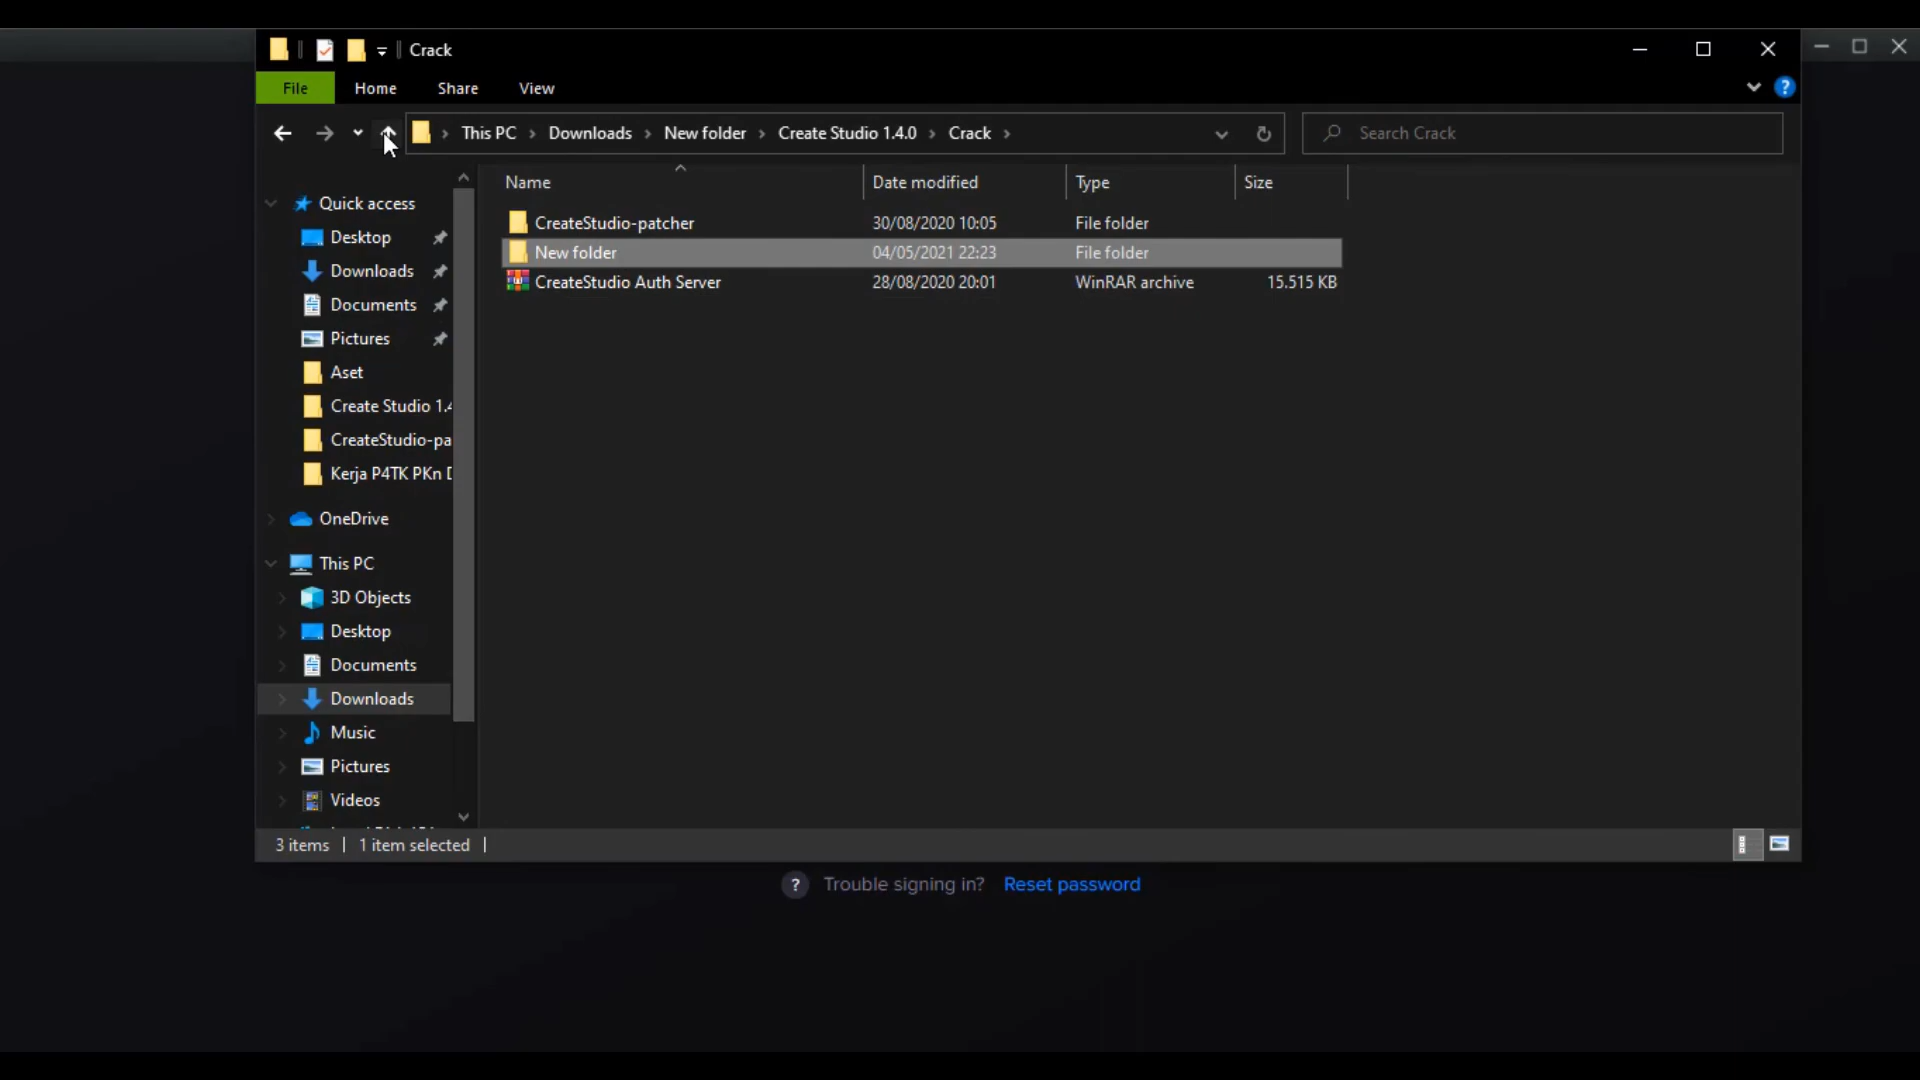 Crack
File Home Share View
This PC Downloads New folder Create Studio 1.4.0 Crack Search Crack
Name Date modified Type Size
CreateStudio-patcher 30/08/2020 10:05 File folder
New folder 04/05/2021 22:23 File folder
CreateStudio Auth Server 28/08/2020 20:01 WinRAR archive 15.515 KB
Quick access
Desktop
Downloads
Documents
Pictures
Aset
Create Studio 1.4
CreateStudio-pa
Kerja P4TK PKn
OneDrive
This PC
3D Objects
Desktop
Documents
Downloads
Music
Pictures
Videos
3 items 1 item selected
? Trouble signing in? Reset password